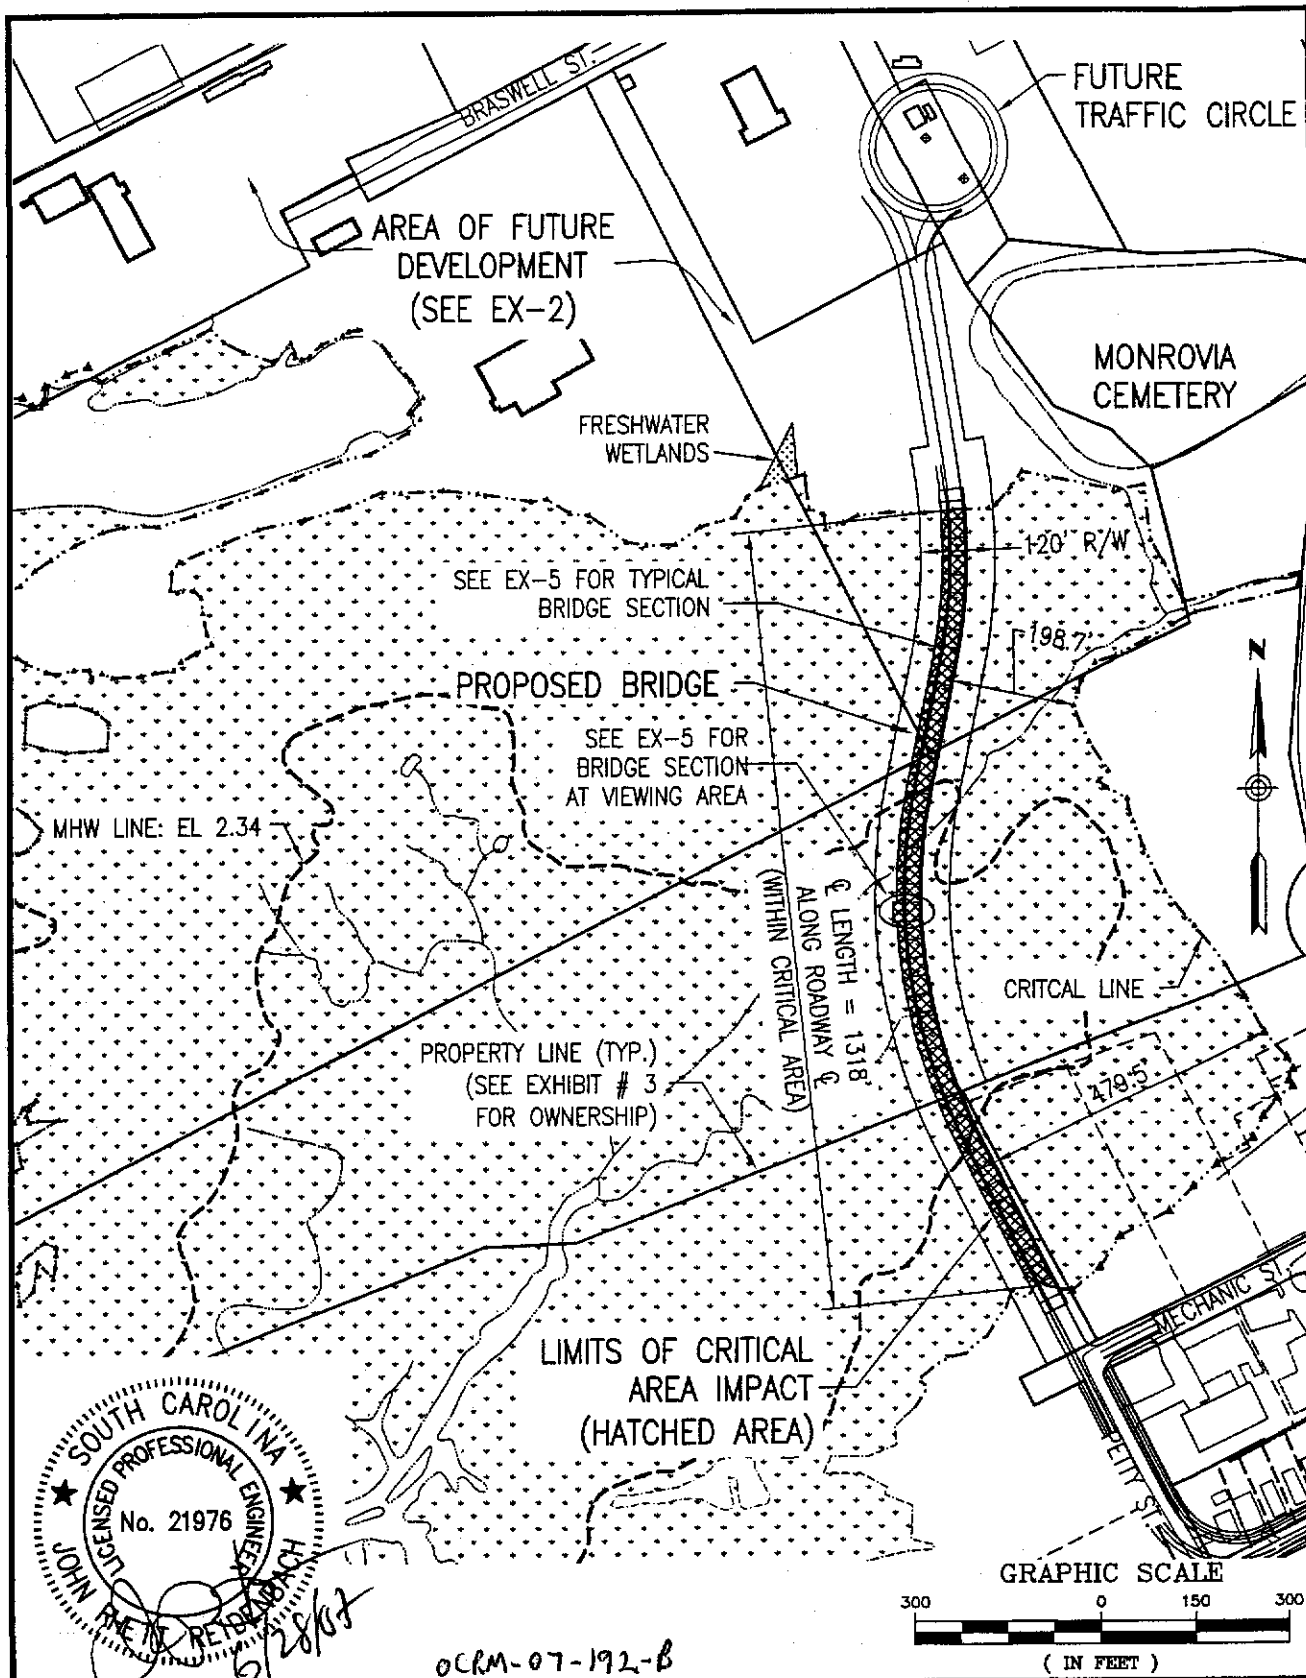 BRASWELL ST.
FUTURE
TRAFFIC CIRCLE
AREA OF FUTURE
DEVELOPMENT
(SEE EX-2)
MONROVIA
CEMETERY
FRESHWATER
WETLANDS
120' R/W
SEE EX-5 FOR TYPICAL
BRIDGE SECTION
198.7'
N
PROPOSED BRIDGE
SEE EX-5 FOR
BRIDGE SECTION
AT VIEWING AREA
MHW LINE: EL 2.34
℄ LENGTH = 1318'
ALONG ROADWAY ℄
(WITHIN CRITICAL AREA)
CRITCAL LINE
PROPERTY LINE (TYP.)
(SEE EXHIBIT # 3
FOR OWNERSHIP)
479.5
MECHANIC ST.
LIMITS OF CRITICAL
AREA IMPACT
(HATCHED AREA)
PETTY ST.
SOUTH CAROLINA
LICENSED PROFESSIONAL ENGINEER
No. 21976
JOHN RHETT REYDENBACH
GRAPHIC SCALE
300 0 150 300
( IN FEET )
OCRM-07-192-B